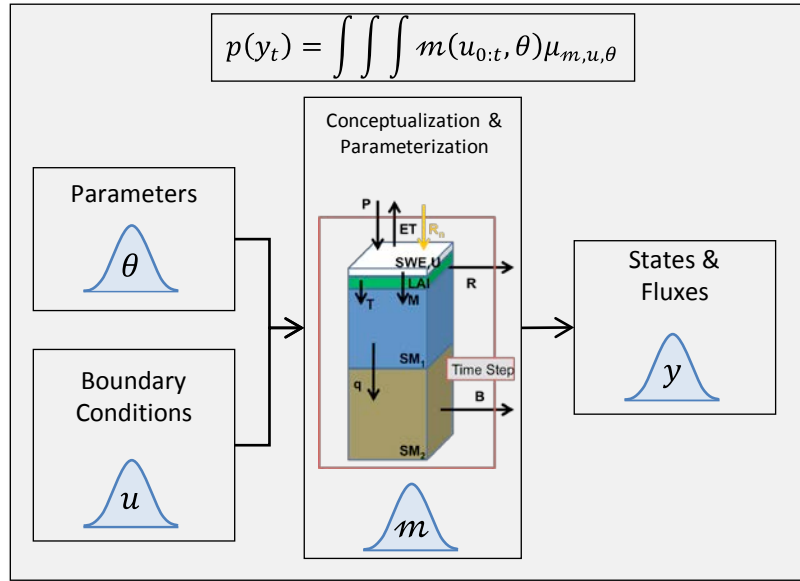 p(y_t) = ∫ ∫ ∫ m(u_{0:t}, θ)μ_{m,u,θ}
Conceptualization &
Parameterization
Parameters
θ
Boundary
Conditions
u
P
ET
R_n
SWE,U
LAI
R
T
M
SM_1
Time Step
q
B
SM_2
m
States &
Fluxes
y